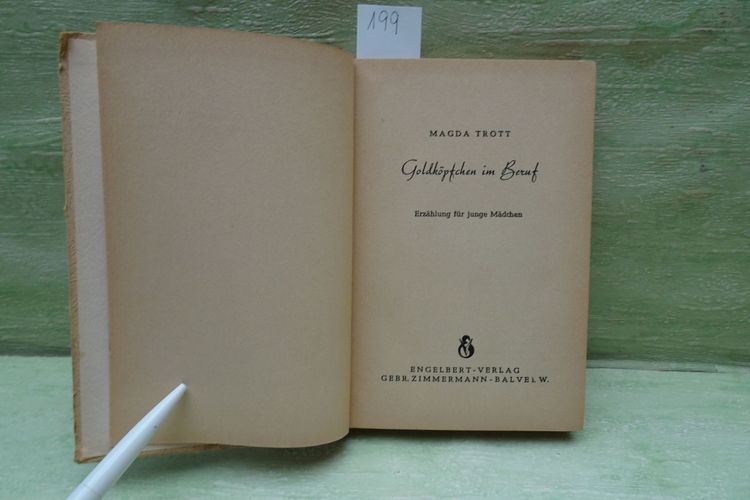 199
MAGDA TROTT
Goldköpfchen im Beruf
Erzählung für junge Mädchen
ENGELBERT-VERLAG
GEBR. ZIMMERMANN - BALVE i. W.